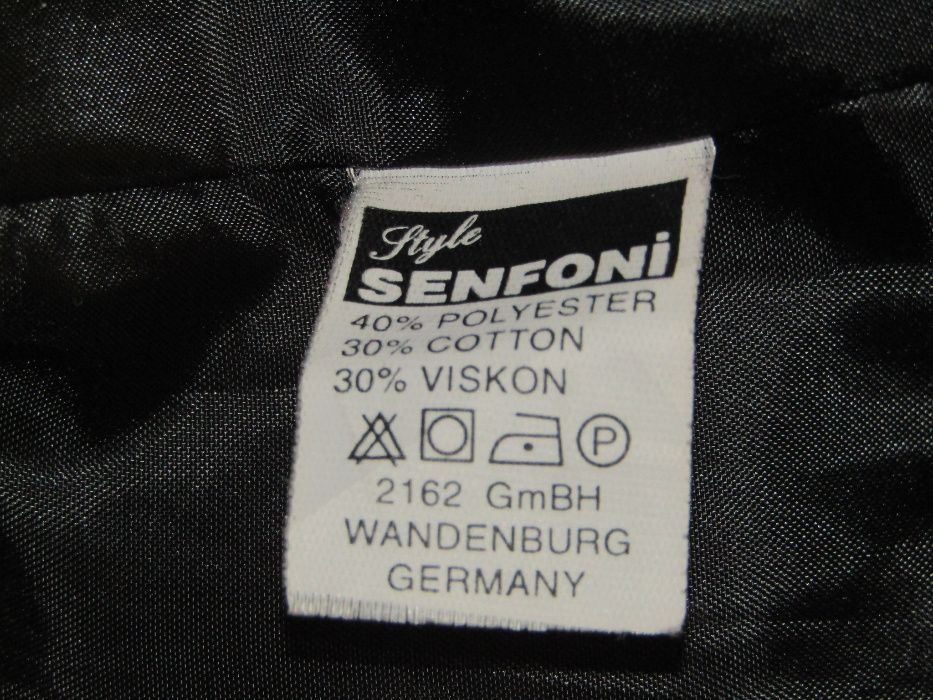 Style
SENFONİ
40% POLYESTER
30% COTTON
30% VISKON
P
2162 GmBH
WANDENBURG
GERMANY